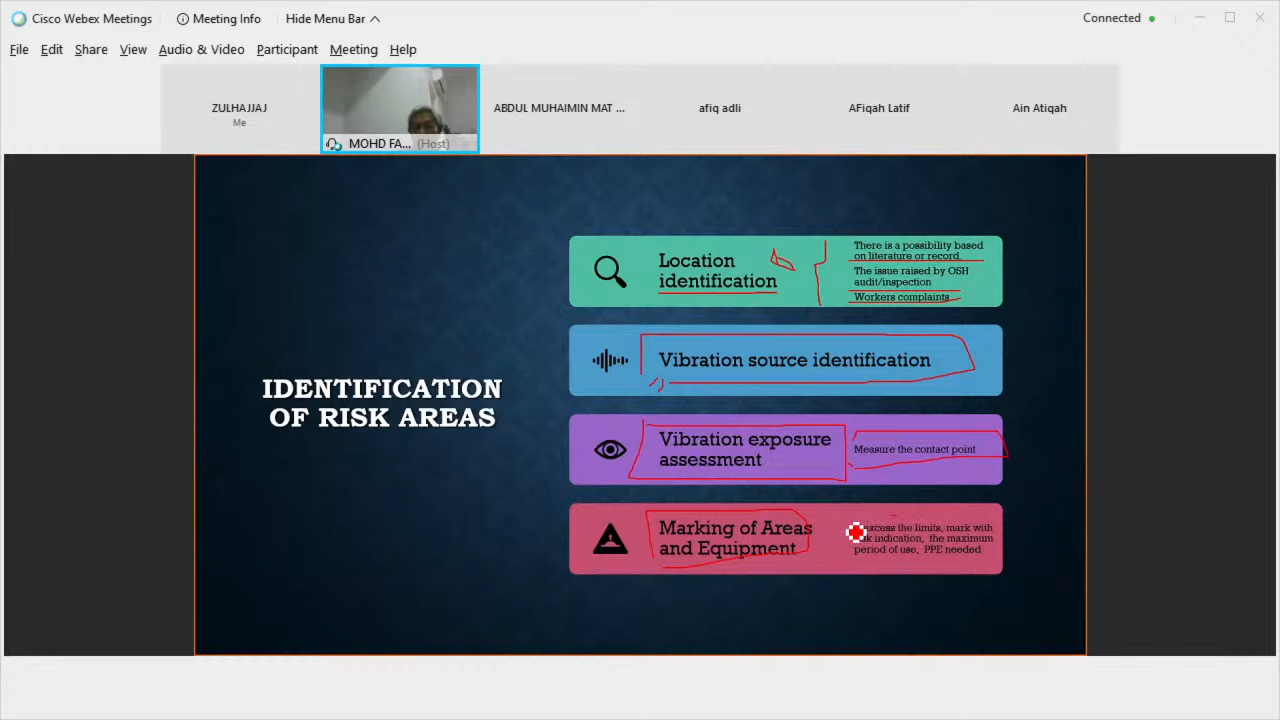 Cisco Webex Meetings
Meeting Info
Hide Menu Bar
Connected
File Edit Share View Audio & Video Participant Meeting Help
ZULHAJJAJ
Me
MOHD FA... (Host)
ABDUL MUHAIMIN MAT ...
afiq adli
AFiqah Latif
Ain Atiqah
IDENTIFICATION
OF RISK AREAS
Location
identification
There is a possibility based
on literature or record.
The issue raised by OSH
audit/inspection
Workers complaints
Vibration source identification
Vibration exposure
assessment
Measure the contact point
Marking of Areas
and Equipment
excess the limits, mark with
indication, the maximum
period of use, PPE needed